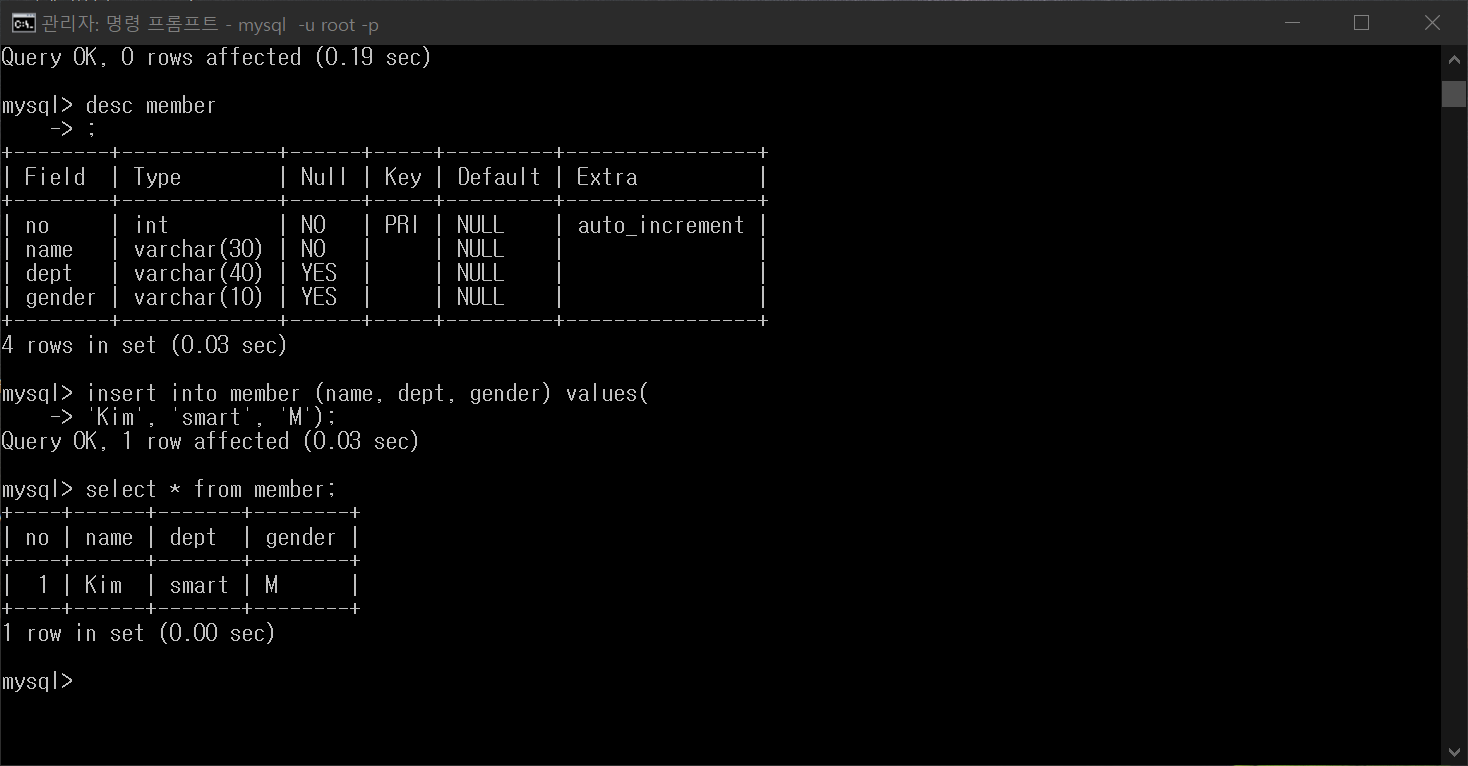 관리자: 명령 프롬프트 - mysql  -u root -p
Query OK, 0 rows affected (0.19 sec)
mysql> desc member
    -> ;
+--------+-------------+------+-----+---------+----------------+
| Field  | Type        | Null | Key | Default | Extra          |
+--------+-------------+------+-----+---------+----------------+
| no     | int         | NO   | PRI | NULL    | auto_increment |
| name   | varchar(30) | NO   |     | NULL    |                |
| dept   | varchar(40) | YES  |     | NULL    |                |
| gender | varchar(10) | YES  |     | NULL    |                |
+--------+-------------+------+-----+---------+----------------+
4 rows in set (0.03 sec)
mysql> insert into member (name, dept, gender) values(
    -> 'Kim', 'smart', 'M');
Query OK, 1 row affected (0.03 sec)
mysql> select * from member;
+----+------+-------+--------+
| no | name | dept  | gender |
+----+------+-------+--------+
|  1 | Kim  | smart | M      |
+----+------+-------+--------+
1 row in set (0.00 sec)
mysql>